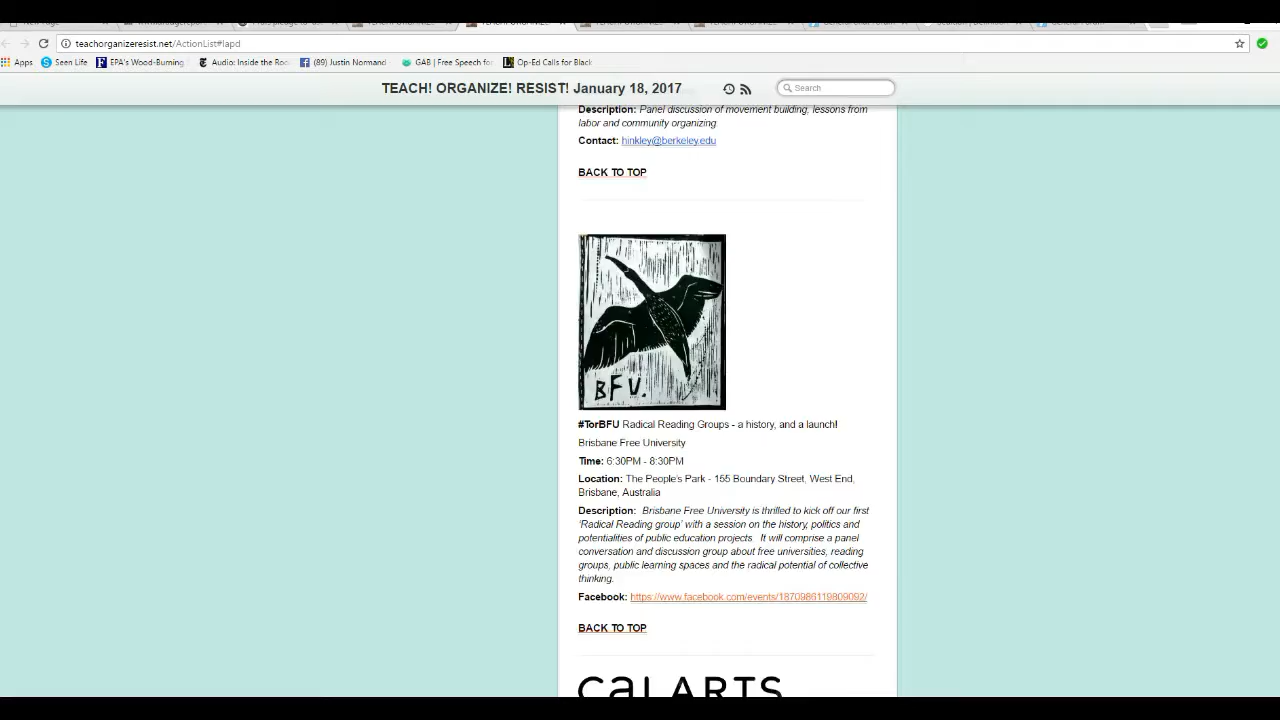 teachorganizeresist.net/ActionList#lapd
Apps Seen Life EPA's Wood-Burning Audio: Inside the Roo (89) Justin Normand GAB | Free Speech fo Op-Ed Calls for Black
TEACH! ORGANIZE! RESIST! January 18, 2017 Search
Description: Panel discussion of movement building, lessons from
labor and community organizing.
Contact: hinkley@berkeley.edu
BACK TO TOP
BFU.
#TorBFU Radical Reading Groups - a history, and a launch!
Brisbane Free University
Time: 6:30PM - 8:30PM
Location: The People's Park - 155 Boundary Street, West End,
Brisbane, Australia
Description: Brisbane Free University is thrilled to kick off our first
'Radical Reading group' with a session on the history, politics and
potentialities of public education projects. It will comprise a panel
conversation and discussion group about free universities, reading
groups, public learning spaces and the radical potential of collective
thinking.
Facebook: https://www.facebook.com/events/1870986119809092/
BACK TO TOP
CalARTS